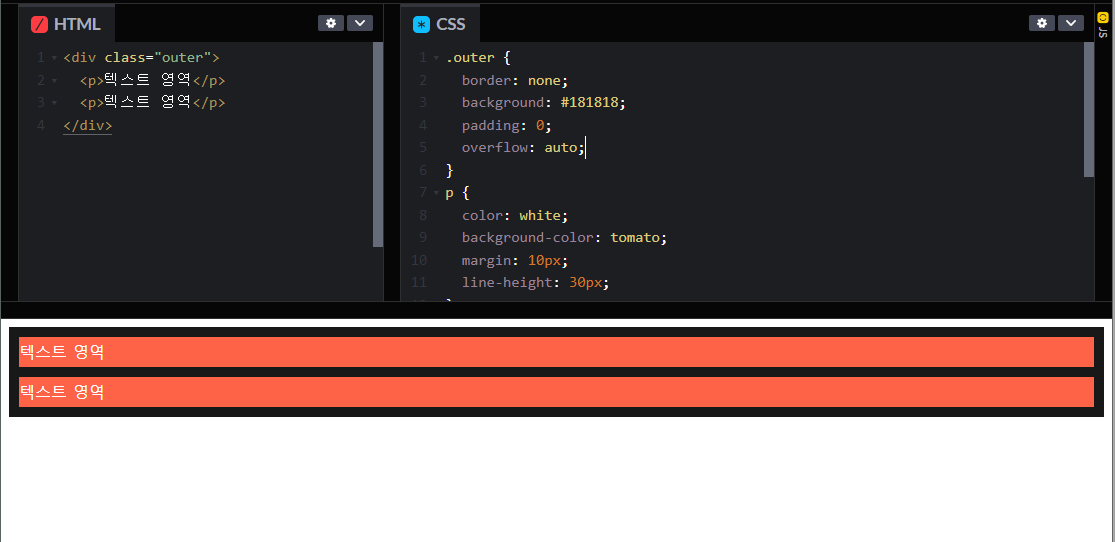 HTML
1 <div class="outer">
2 <p>텍스트 영역</p>
3 <p>텍스트 영역</p>
4 </div>
CSS
1 .outer {
2 border: none;
3 background: #181818;
4 padding: 0;
5 overflow: auto;
6 }
7 p {
8 color: white;
9 background-color: tomato;
10 margin: 10px;
11 line-height: 30px;
JS
텍스트 영역
텍스트 영역